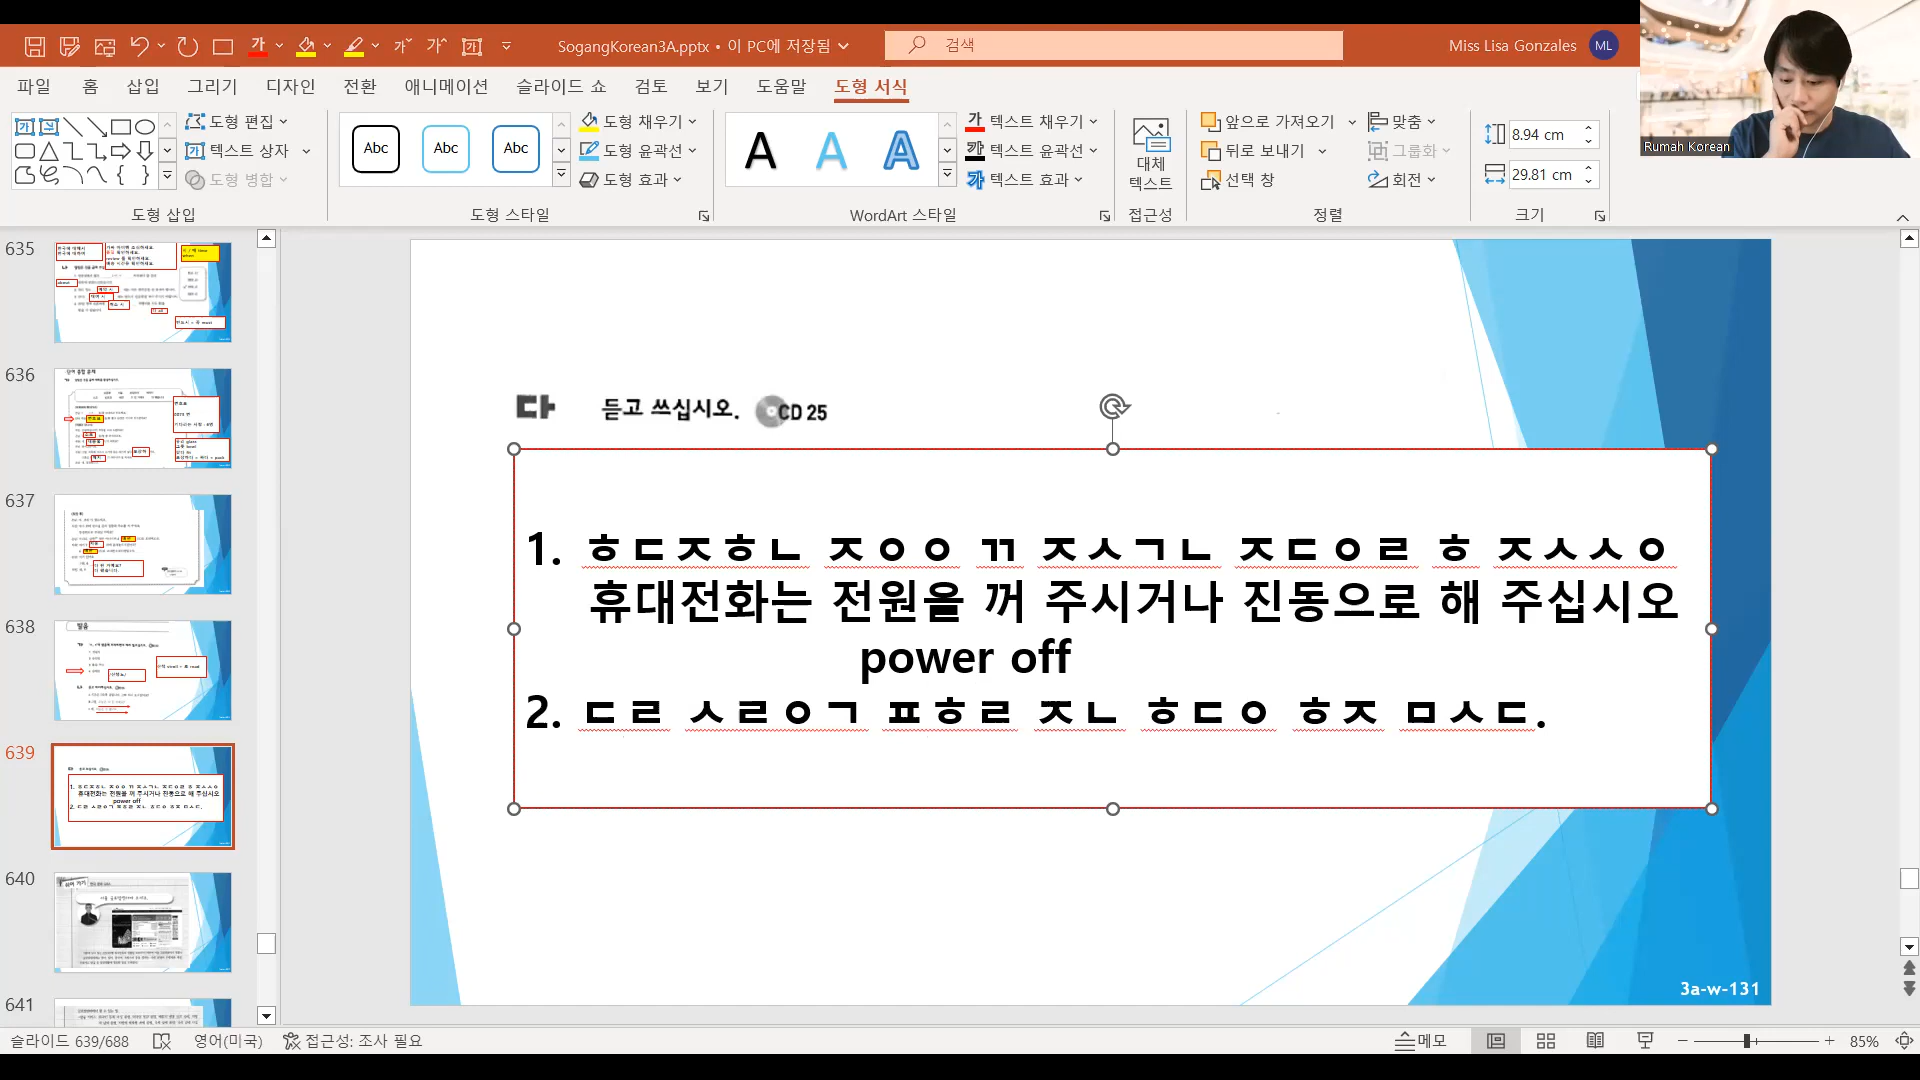 SogangKorean3A.pptx • 이 PC에 저장됨
검색
Miss Lisa Gonzales
ML
파일 홈 삽입 그리기 디자인 전환 애니메이션 슬라이드 쇼 검토 보기 도움말 도형 서식
도형 편집
텍스트 상자
도형 병합
도형 삽입
Abc Abc Abc
도형 채우기
도형 윤곽선
도형 효과
도형 스타일
A A A
텍스트 채우기
텍스트 윤곽선
텍스트 효과
WordArt 스타일
대체
텍스트
접근성
앞으로 가져오기
뒤로 보내기
선택 창
맞춤
그룹화
회전
정렬
8.94 cm
29.81 cm
크기
Rumah Korean
635
636
637
638
639
640
641
다 듣고 쓰십시오. CD 25
1. ㅎㄷㅈㅎㄴ ㅈㅇㅇ ㄲ ㅈㅅㄱㄴ ㅈㄷㅇㄹ ㅎ ㅈㅅㅅㅇ
휴대전화는 전원을 꺼 주시거나 진동으로 해 주십시오
power off
2. ㄷㄹ ㅅㄹㅇㄱ ㅍㅎㄹ ㅈㄴ ㅎㄷㅇ ㅎㅈ ㅁㅅㄷ.
3a-w-131
슬라이드 639/688
영어(미국)
접근성: 조사 필요
메모
85%